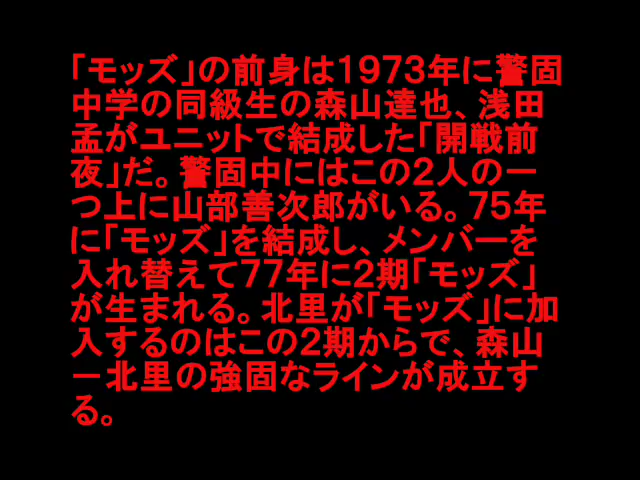 「モッズ」の前身は1973年に警固
中学の同級生の森山達也、浅田
孟がユニットで結成した「開戦前
夜」だ。警固中にはこの2人の一
つ上に山部善次郎がいる。75年
に「モッズ」を結成し、メンバーを
入れ替えて77年に2期「モッズ」
が生まれる。北里が「モッズ」に加
入するのはこの2期からで、森山
－北里の強固なラインが成立す
る。